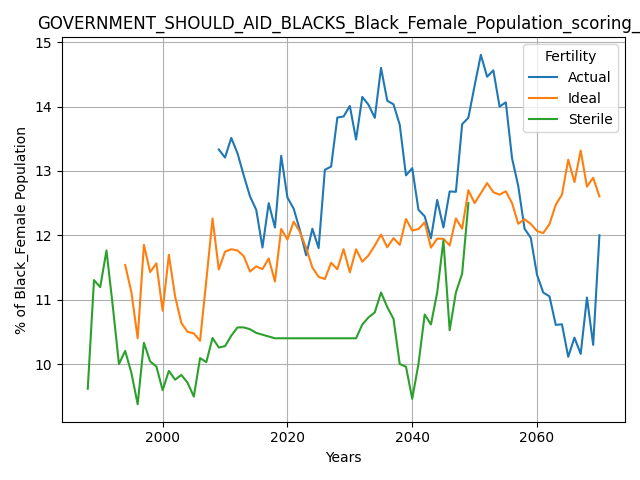 GOVERNMENT_SHOULD_AID_BLACKS_Black_Female_Population_scoring_
15
14
13
12
11
10
% of Black_Female Population
2000
2020
2040
2060
Years
Fertility
Actual
Ideal
Sterile